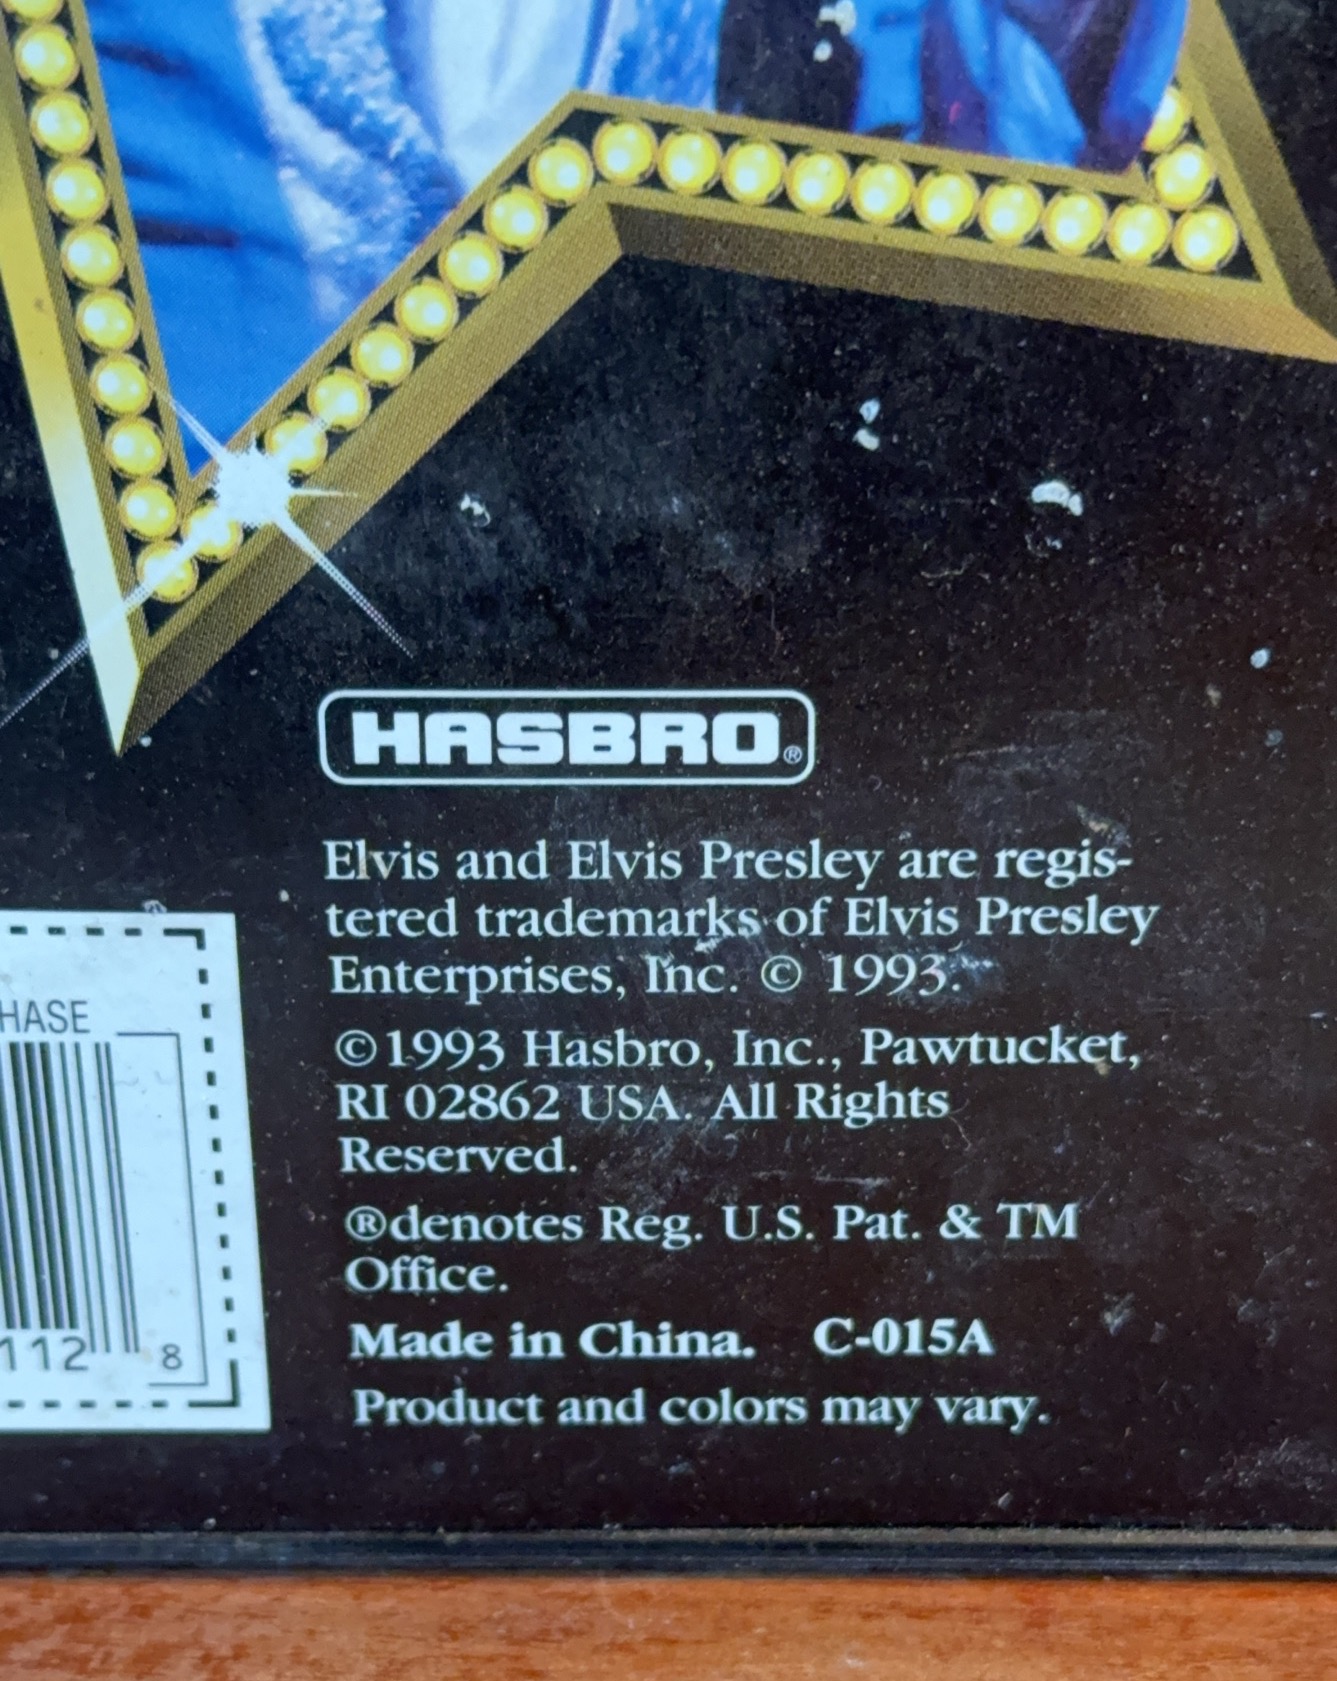 HASBRO®
Elvis and Elvis Presley are regis-
tered trademarks of Elvis Presley
Enterprises, Inc. © 1993.
©1993 Hasbro, Inc., Pawtucket,
RI 02862 USA. All Rights
Reserved.
®denotes Reg. U.S. Pat. & TM
Office.
Made in China. C-015A
Product and colors may vary.
HASE
112 8